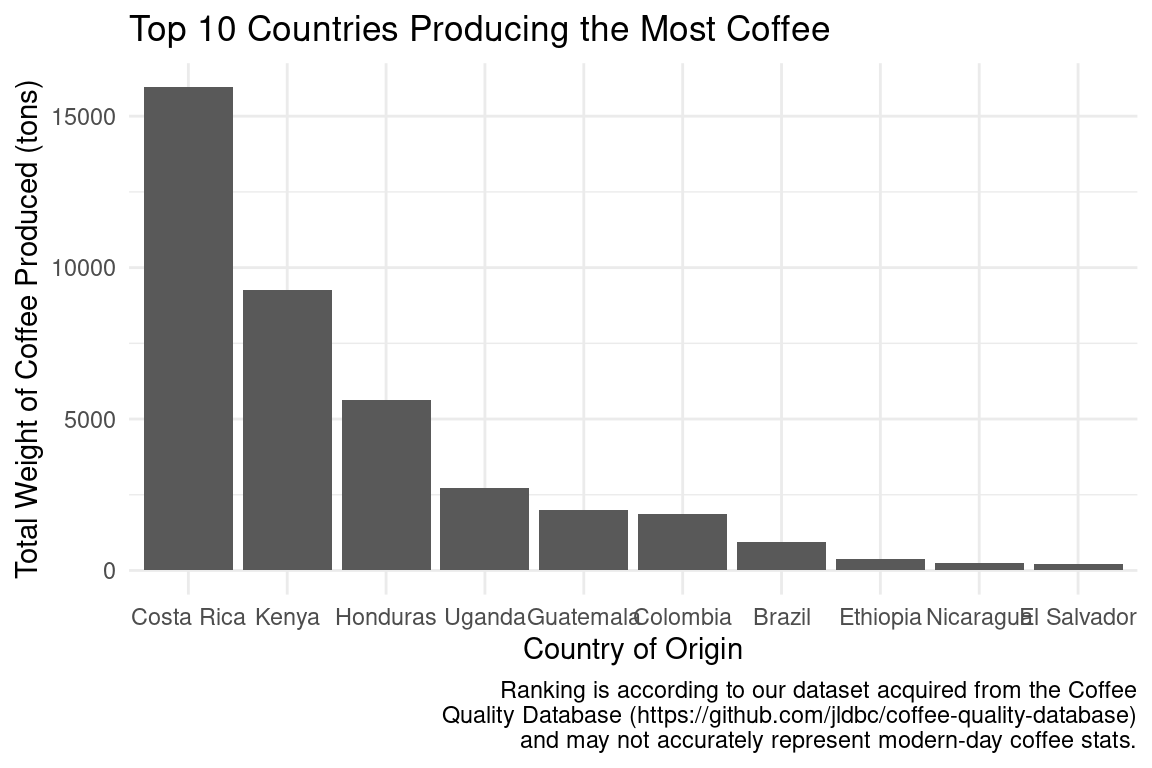 Top 10 Countries Producing the Most Coffee
Total Weight of Coffee Produced (tons)
15000
10000
5000
0
Costa Rica Kenya Honduras Uganda Guatemala Colombia Brazil Ethiopia Nicaragua El Salvador
Country of Origin
Ranking is according to our dataset acquired from the Coffee
Quality Database (https://github.com/jldbc/coffee-quality-database)
and may not accurately represent modern-day coffee stats.